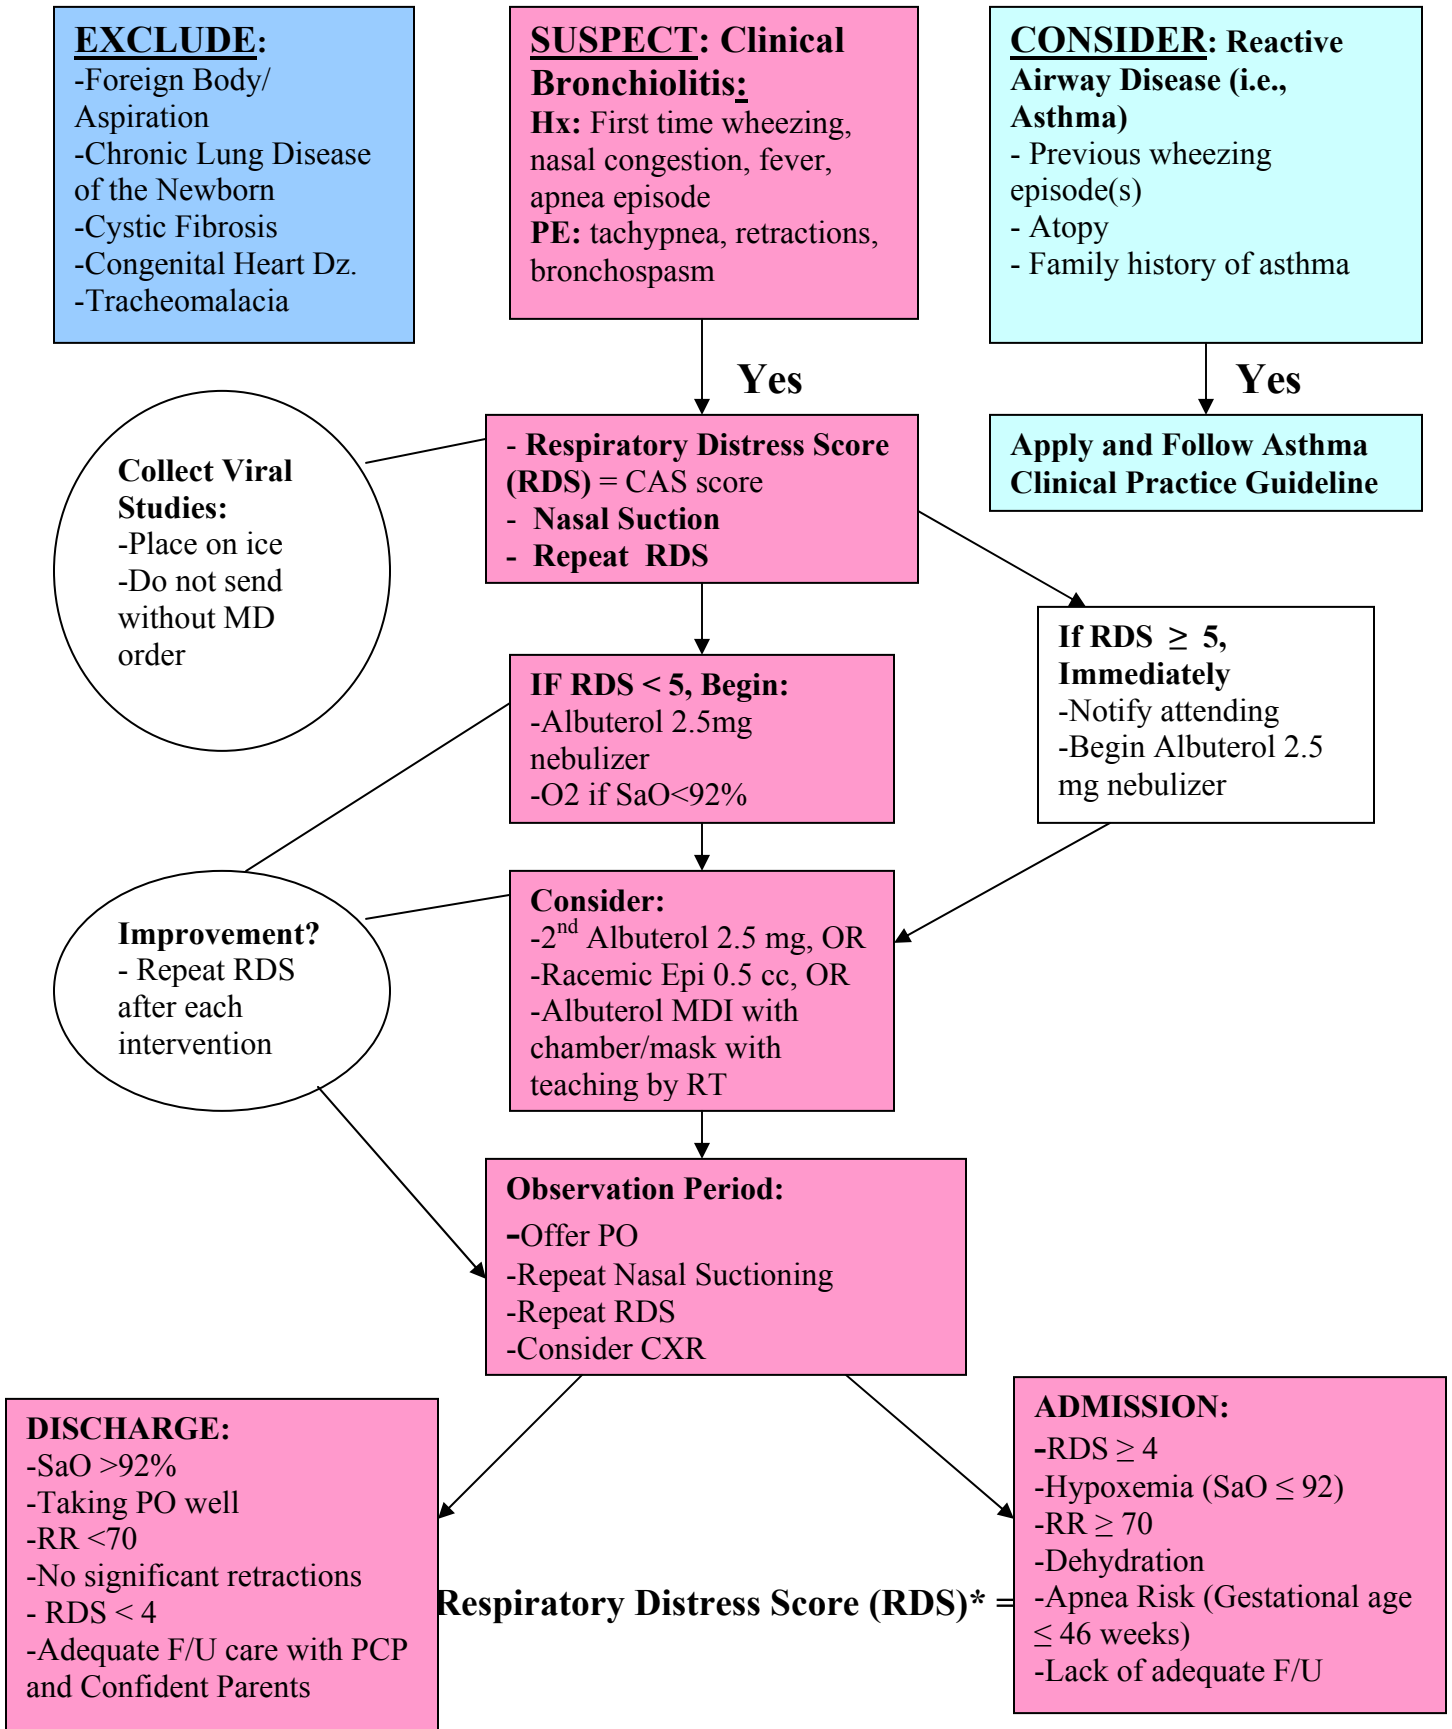 EXCLUDE:
-Foreign Body/
Aspiration
-Chronic Lung Disease
of the Newborn
-Cystic Fibrosis
-Congenital Heart Dz.
-Tracheomalacia
SUSPECT: Clinical
Bronchiolitis:
Hx: First time wheezing,
nasal congestion, fever,
apnea episode
PE: tachypnea, retractions,
bronchospasm
CONSIDER: Reactive
Airway Disease (i.e.,
Asthma)
- Previous wheezing
episode(s)
- Atopy
- Family history of asthma
Yes
Yes
Collect Viral
Studies:
-Place on ice
-Do not send
without MD
order
- Respiratory Distress Score
(RDS) = CAS score
- Nasal Suction
- Repeat RDS
Apply and Follow Asthma
Clinical Practice Guideline
IF RDS < 5, Begin:
-Albuterol 2.5mg
nebulizer
-O2 if SaO<92%
If RDS ≥ 5,
Immediately
-Notify attending
-Begin Albuterol 2.5
mg nebulizer
Improvement?
- Repeat RDS
after each
intervention
Consider:
-2nd Albuterol 2.5 mg, OR
-Racemic Epi 0.5 cc, OR
-Albuterol MDI with
chamber/mask with
teaching by RT
Observation Period:
-Offer PO
-Repeat Nasal Suctioning
-Repeat RDS
-Consider CXR
DISCHARGE:
-SaO >92%
-Taking PO well
-RR <70
-No significant retractions
- RDS < 4
-Adequate F/U care with PCP
and Confident Parents
Respiratory Distress Score (RDS)* =
ADMISSION:
-RDS ≥ 4
-Hypoxemia (SaO ≤ 92)
-RR ≥ 70
-Dehydration
-Apnea Risk (Gestational age
≤ 46 weeks)
-Lack of adequate F/U